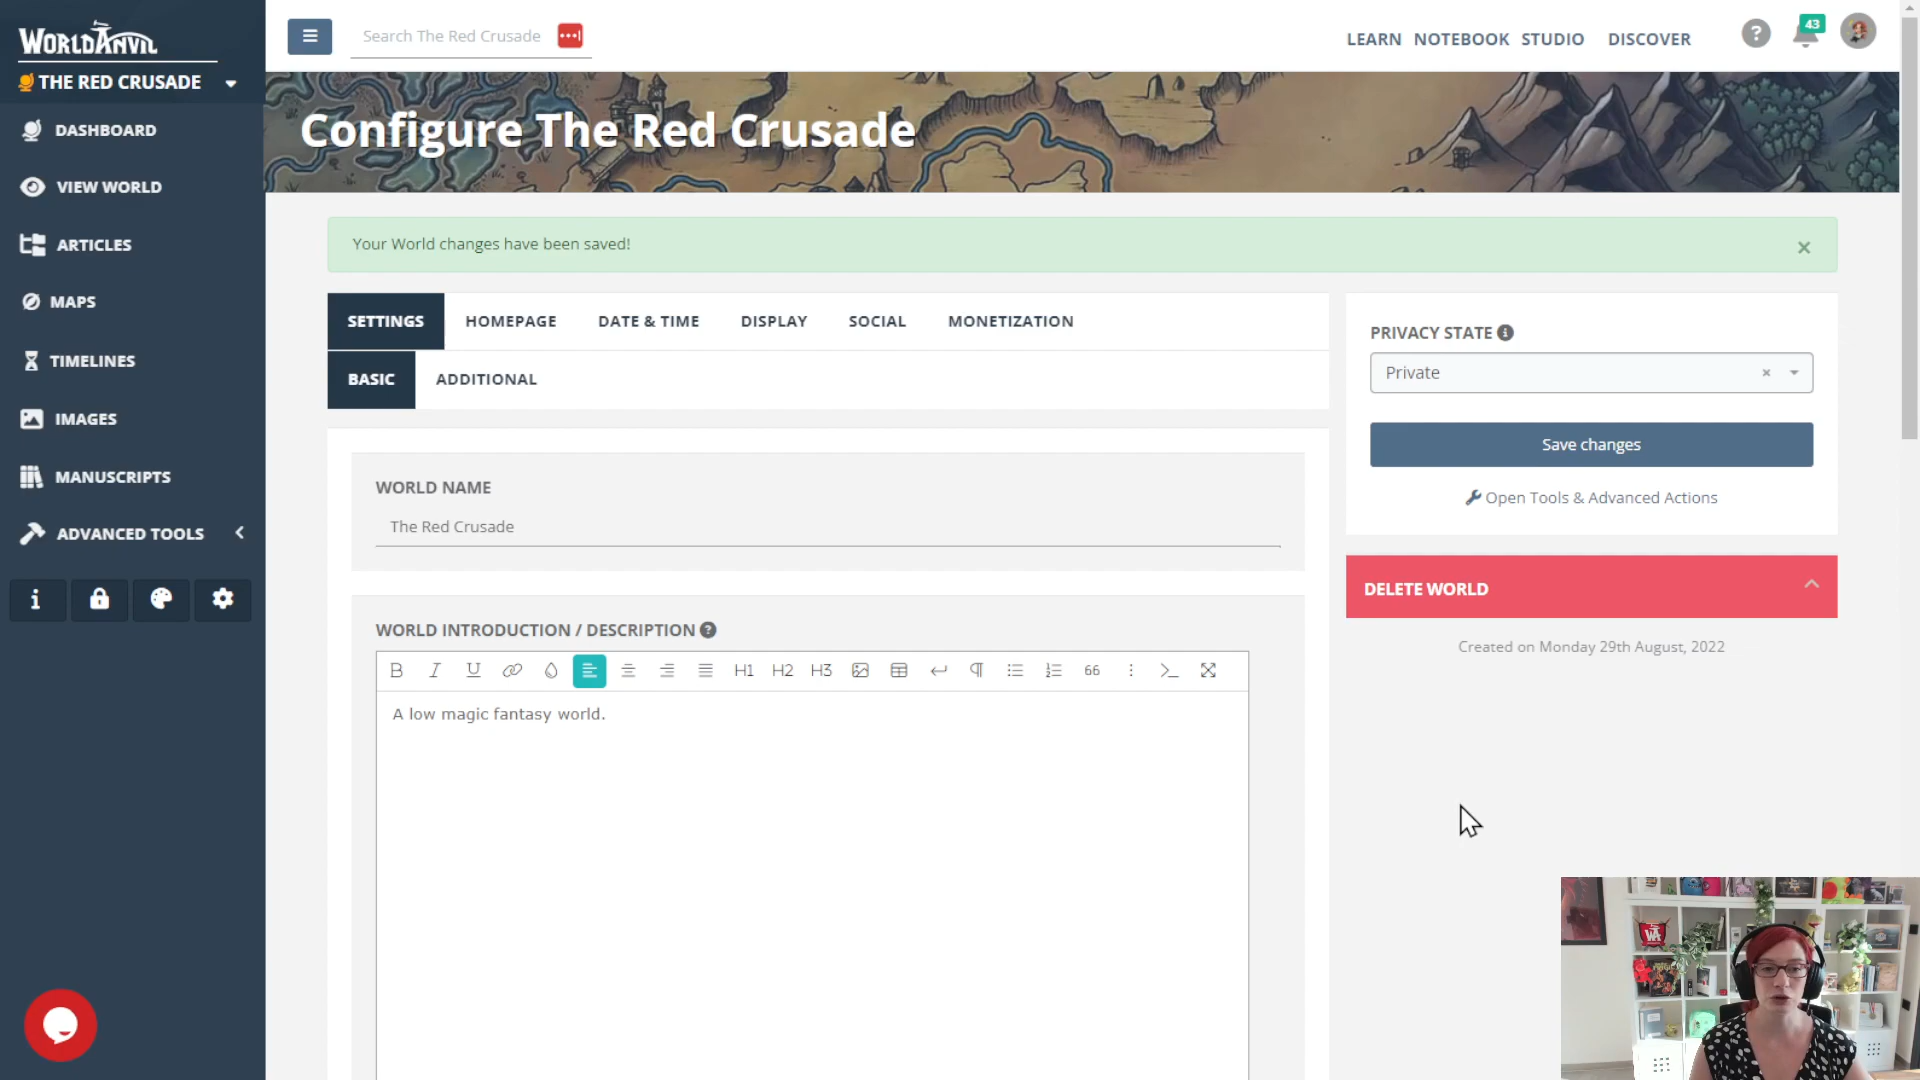 WORLDANVIL
THE RED CRUSADE
DASHBOARD
VIEW WORLD
ARTICLES
MAPS
TIMELINES
IMAGES
MANUSCRIPTS
ADVANCED TOOLS
Search The Red Crusade
LEARN NOTEBOOK STUDIO DISCOVER
43
Configure The Red Crusade
Your World changes have been saved!
SETTINGS HOMEPAGE DATE & TIME DISPLAY SOCIAL MONETIZATION
BASIC ADDITIONAL
WORLD NAME
The Red Crusade
WORLD INTRODUCTION / DESCRIPTION
B I U H1 H2 H3 66
A low magic fantasy world.
PRIVACY STATE
Private
Save changes
Open Tools & Advanced Actions
DELETE WORLD
Created on Monday 29th August, 2022
WA